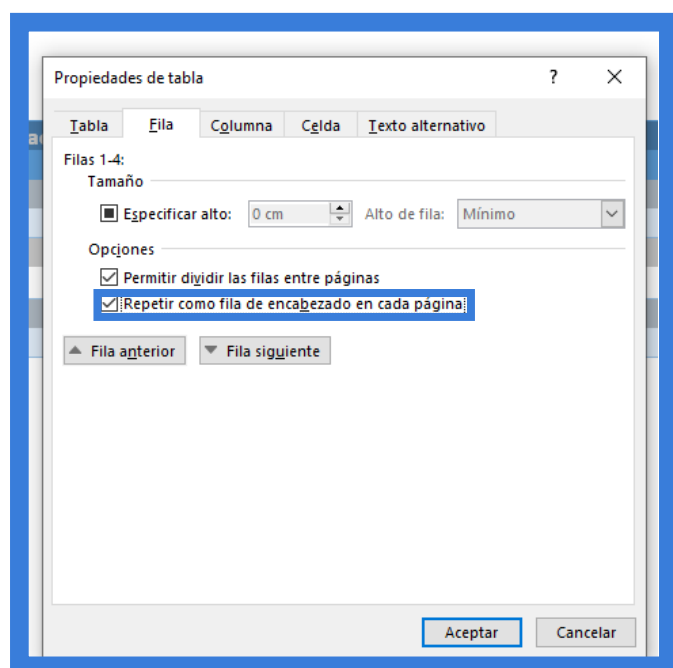 Propiedades de tabla ? ×
Tabla Fila Columna Celda Texto alternativo
Filas 1-4:
Tamaño
Especificar alto: 0 cm Alto de fila: Mínimo
Opciones
Permitir dividir las filas entre páginas
Repetir como fila de encabezado en cada página
Fila anterior Fila siguiente
Aceptar Cancelar